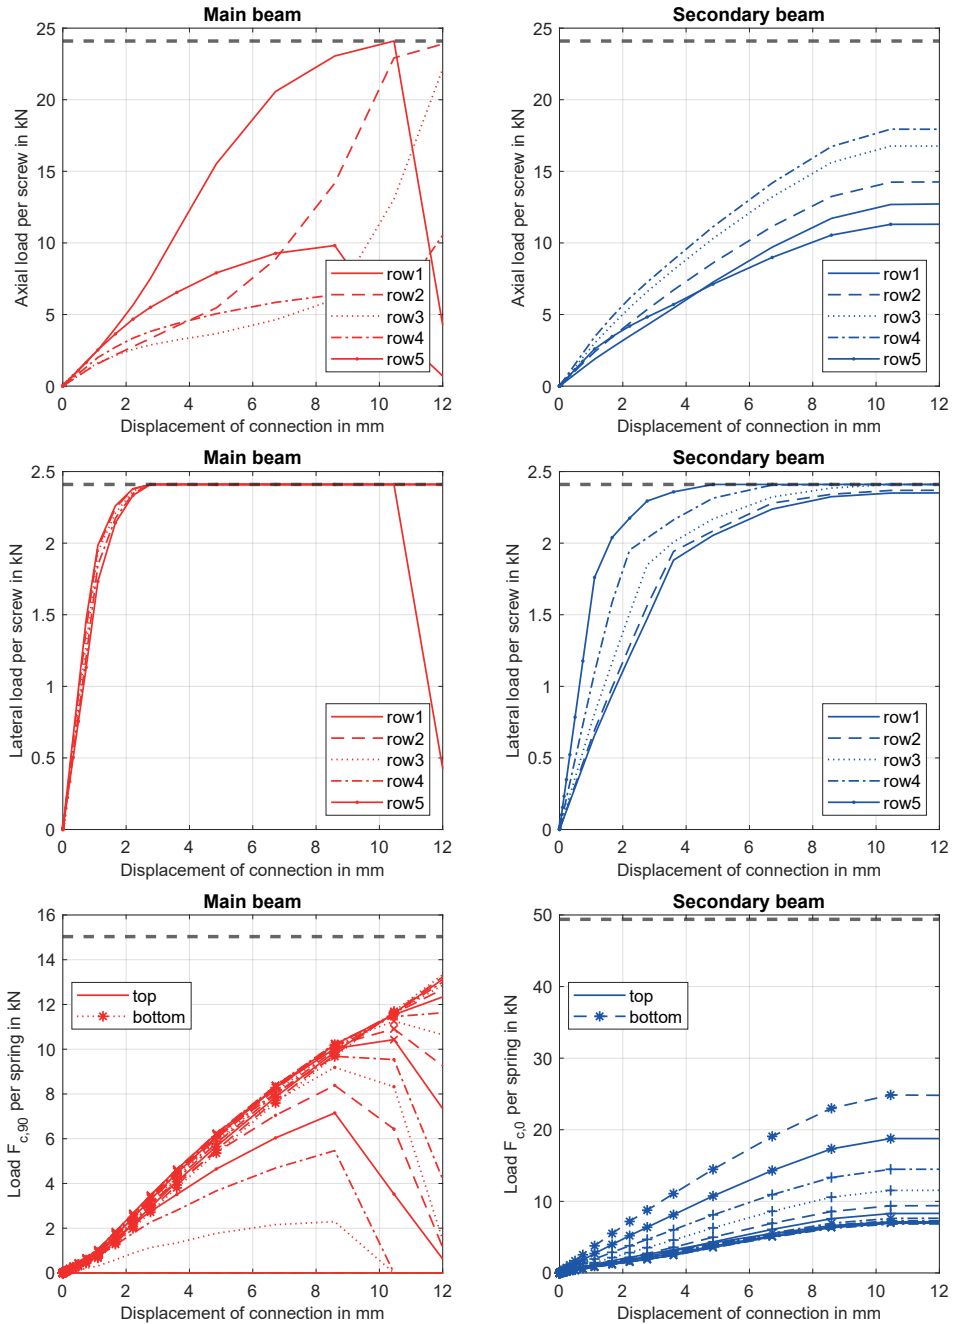 Main beam
25
20
15
10
5
0
0 2 4 6 8 10 12
Axial load per screw in kN
Displacement of connection in mm
row1
row2
row3
row4
row5
Secondary beam
25
20
15
10
5
0
0 2 4 6 8 10 12
Axial load per screw in kN
Displacement of connection in mm
row1
row2
row3
row4
row5
Main beam
2.5
2
1.5
1
0.5
0
0 2 4 6 8 10 12
Lateral load per screw in kN
Displacement of connection in mm
row1
row2
row3
row4
row5
Secondary beam
2.5
2
1.5
1
0.5
0
0 2 4 6 8 10 12
Lateral load per screw in kN
Displacement of connection in mm
row1
row2
row3
row4
row5
Main beam
16
14
12
10
8
6
4
2
0
0 2 4 6 8 10 12
Load F c,90 per spring in kN
Displacement of connection in mm
top
bottom
Secondary beam
50
40
30
20
10
0
0 2 4 6 8 10 12
Load F c,0 per spring in kN
Displacement of connection in mm
top
bottom